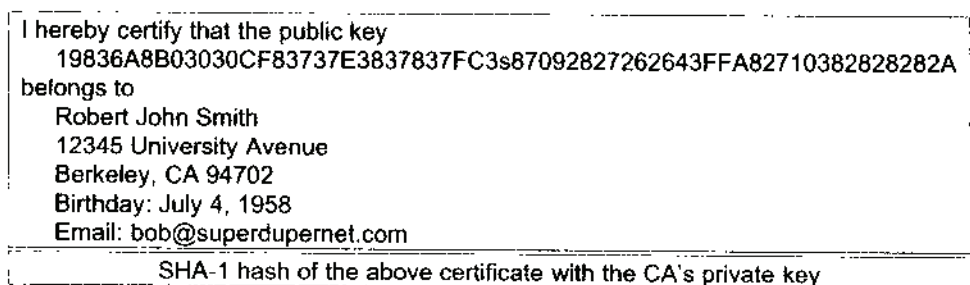 I hereby certify that the public key
19836A8B03030CF83737E3837837FC3s87092827262643FFA82710382828282A
belongs to
Robert John Smith
12345 University Avenue
Berkeley, CA 94702
Birthday: July 4, 1958
Email: bob@superdupernet.com
SHA-1 hash of the above certificate with the CA's private key